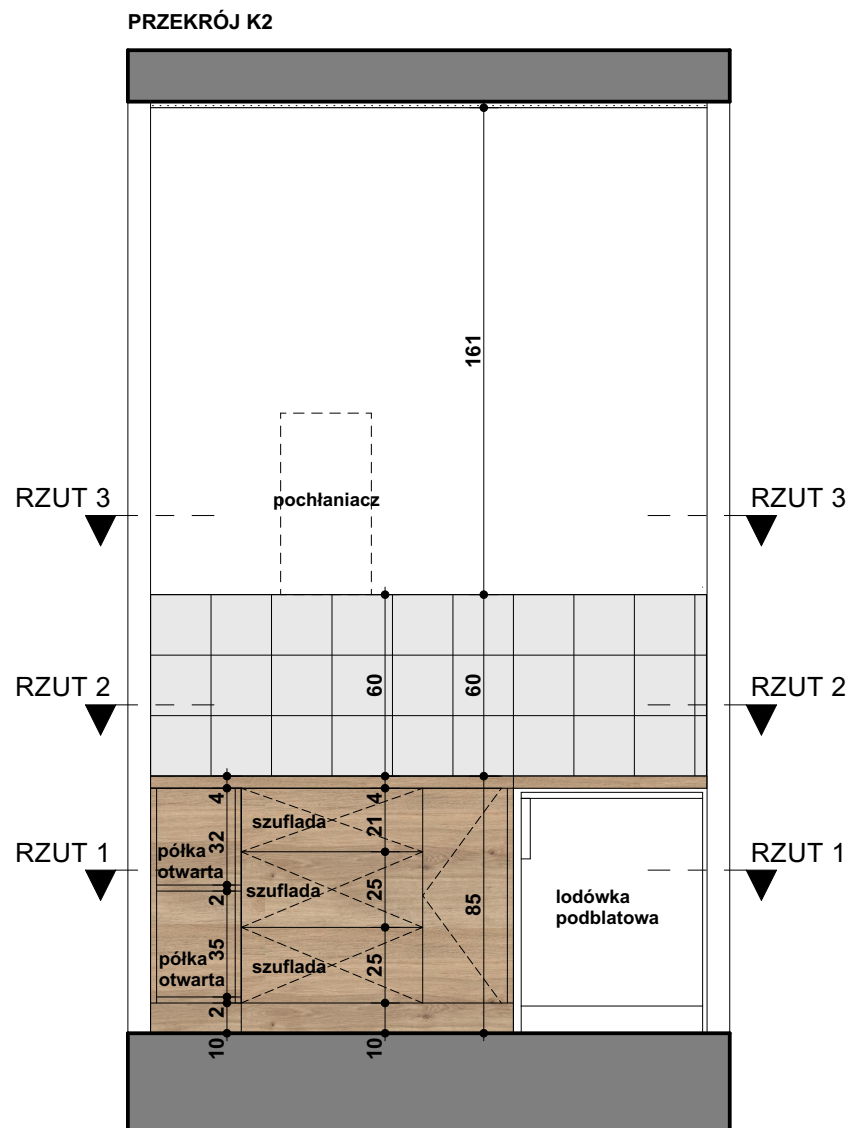 PRZEKRÓJ K2
161
RZUT 3
pochłaniacz
RZUT 3
RZUT 2
60
60
RZUT 2
4
4
szuflada
21
32
półka
otwarta
RZUT 1
RZUT 1
szuflada
25
2
85
lodówka
podblatowa
35
półka
otwarta
szuflada
25
2
10
10